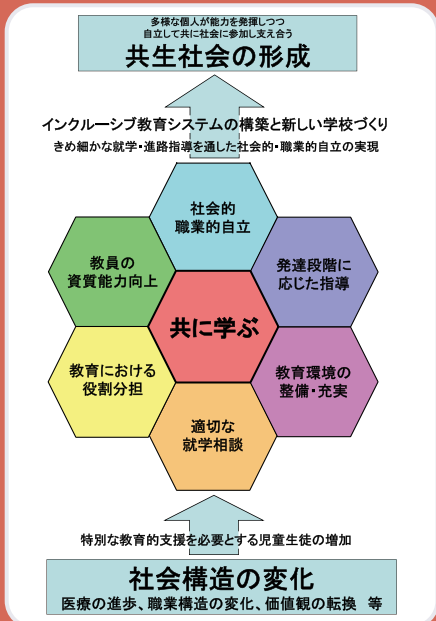 多様な個人が能力を発揮しつつ
自立して共に社会に参加し支え合う
共生社会の形成
インクルーシブ教育システムの構築と新しい学校づくり
きめ細かな就学・進路指導を通した社会的・職業的自立の実現
社会的
職業的自立
教員の
資質能力向上
発達段階に
応じた指導
共に学ぶ
教育における
役割分担
教育環境の
整備・充実
適切な
就学相談
特別な教育的支援を必要とする児童生徒の増加
社会構造の変化
医療の進歩、職業構造の変化、価値観の転換 等